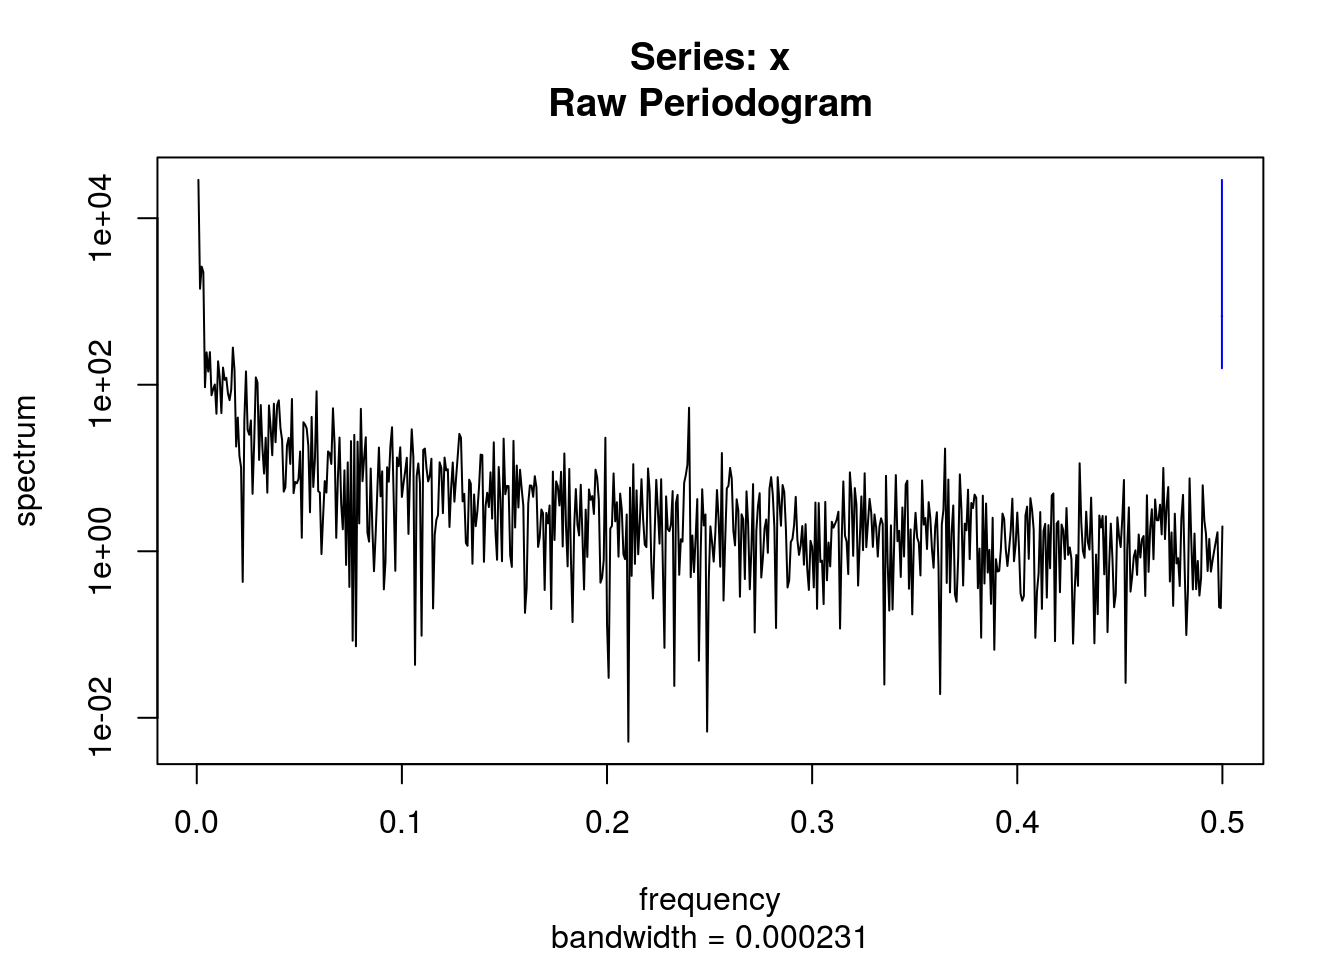 Series: x
Raw Periodogram
1e+04
1e+02
1e+00
1e-02
spectrum
0.0 0.1 0.2 0.3 0.4 0.5
frequency
bandwidth = 0.000231